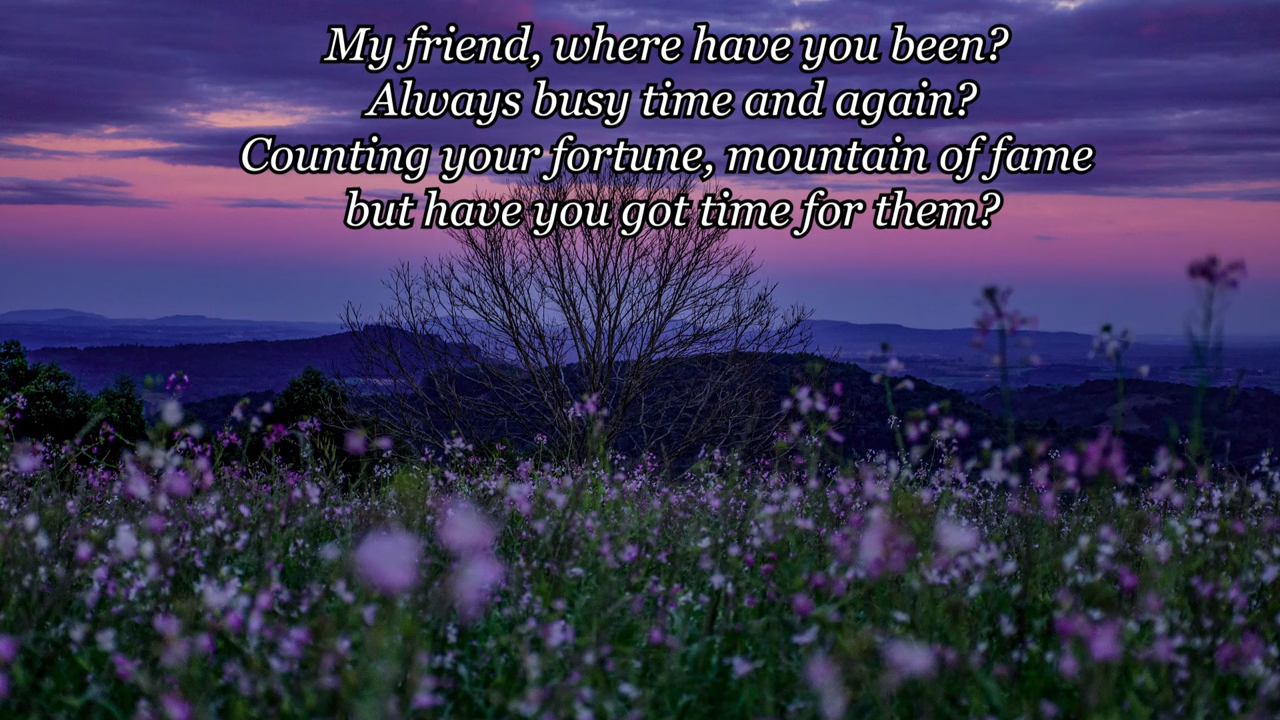 My friend, where have you been?
Always busy time and again?
Counting your fortune, mountain of fame
but have you got time for them?